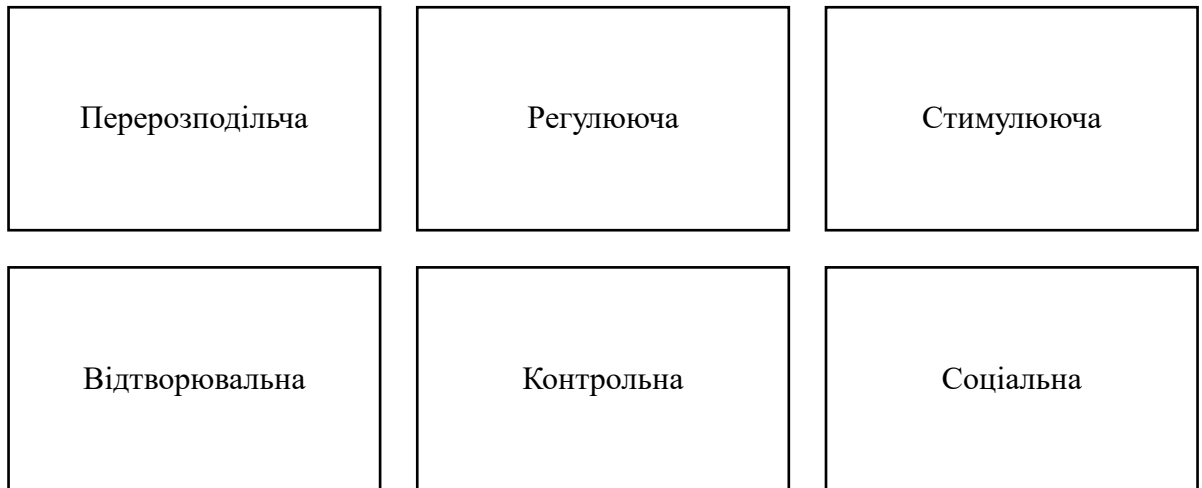 Перерозподільча
Регулююча
Стимулююча
Відтворювальна
Контрольна
Соціальна